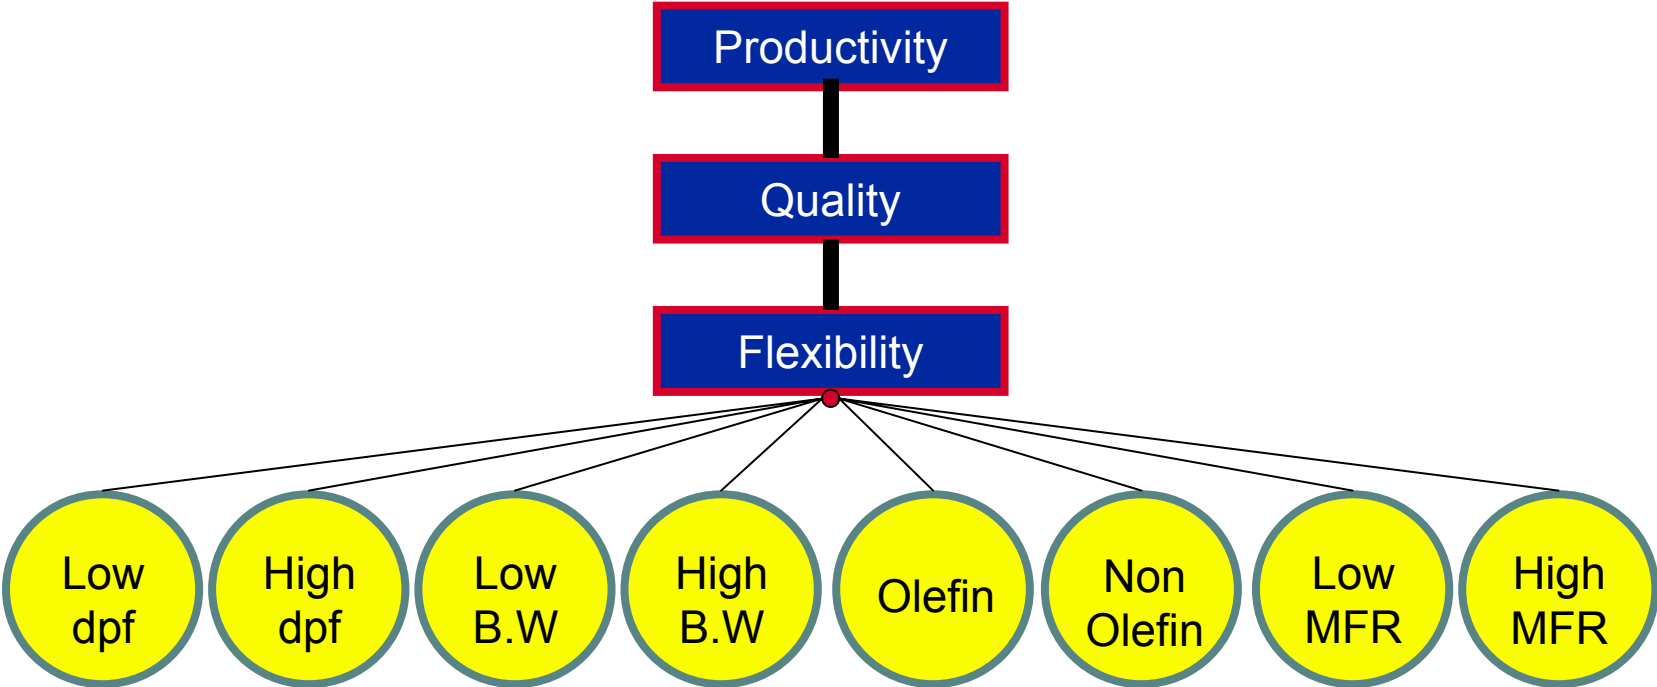 Productivity
Quality
Flexibility
Low
dpf
High
dpf
Low
B.W
High
B.W
Olefin
Non
Olefin
Low
MFR
High
MFR